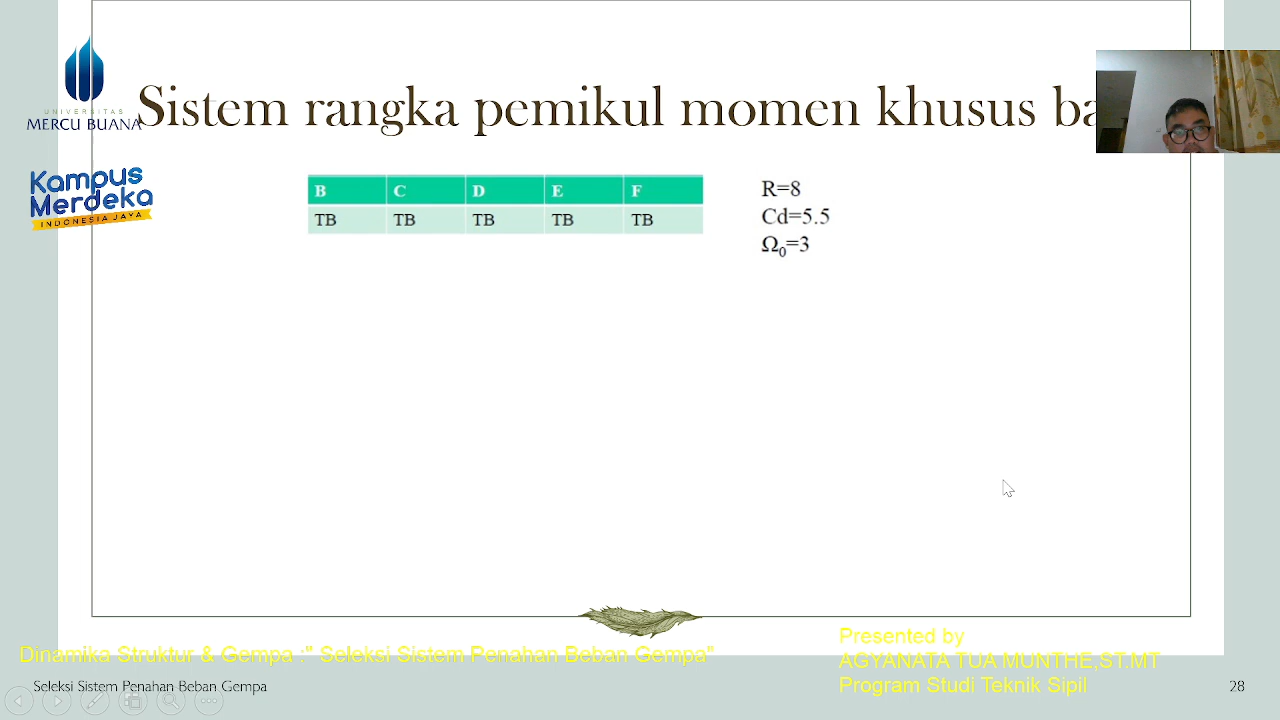 UNIVERSITAS
MERCU BUANA
Kampus
Merdeka
INDONESIA JAYA
Sistem rangka pemikul momen khusus ba
B C D E F
TB TB TB TB TB
R=8
Cd=5.5
Ω₀=3
Dinamika Struktur & Gempa :" Seleksi Sistem Penahan Beban Gempa"
Presented by
AGYANATA TUA MUNTHE,ST.MT
Program Studi Teknik Sipil
Seleksi Sistem Penahan Beban Gempa
28